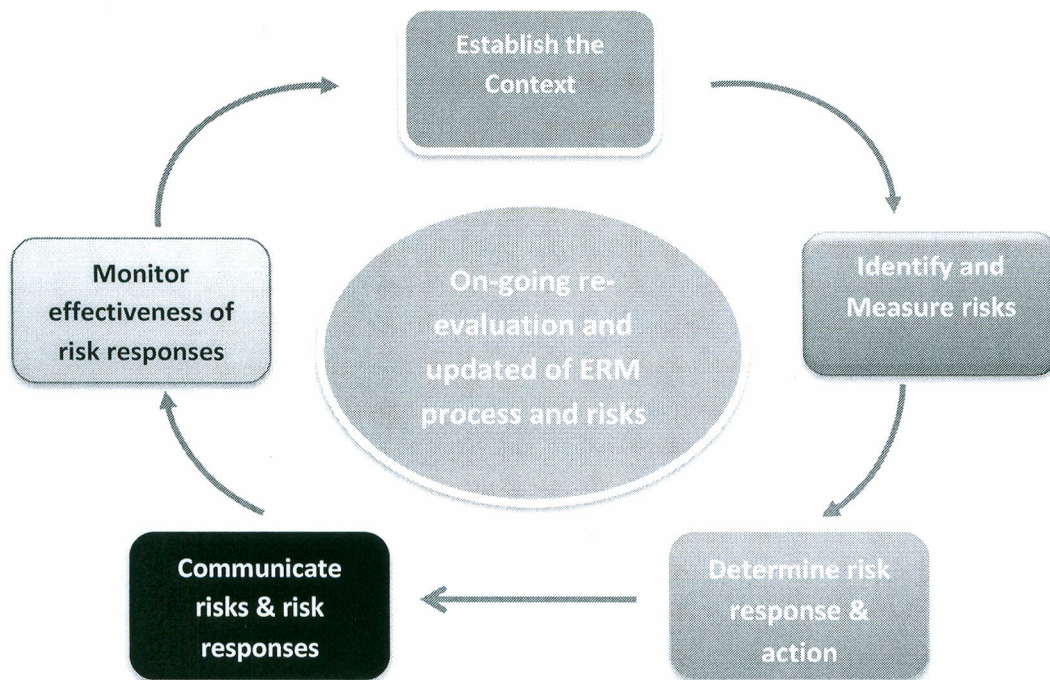 Establish the
Context
Identify and
Measure risks
Determine risk
response &
action
Communicate
risks & risk
responses
Monitor
effectiveness of
risk responses
On-going re-
evaluation and
updated of ERM
process and risks